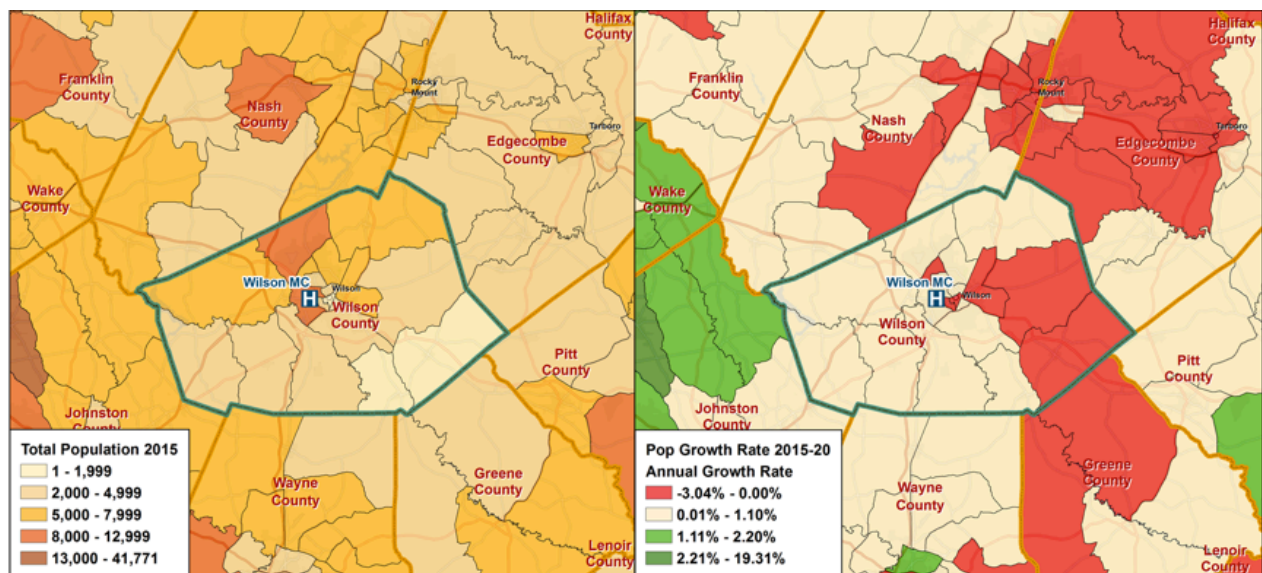 Halifax
County
Franklin
County
Nash
County
Rocky
Mount
Edgecombe
County
Tarboro
Wake
County
Wilson MC
H
Wilson
Wilson
County
Pitt
County
Johnston
County
Wayne
County
Greene
County
Lenoir
County
Total Population 2015
1 - 1,999
2,000 - 4,999
5,000 - 7,999
8,000 - 12,999
13,000 - 41,771
Halifax
County
Franklin
County
Rocky
Mount
Nash
County
Tarboro
Edgecombe
County
Wake
County
Wilson MC
H
Wilson
Wilson
County
Pitt
County
Johnston
County
Greene
County
Wayne
County
Lenoir
County
Pop Growth Rate 2015-20
Annual Growth Rate
-3.04% - 0.00%
0.01% - 1.10%
1.11% - 2.20%
2.21% - 19.31%